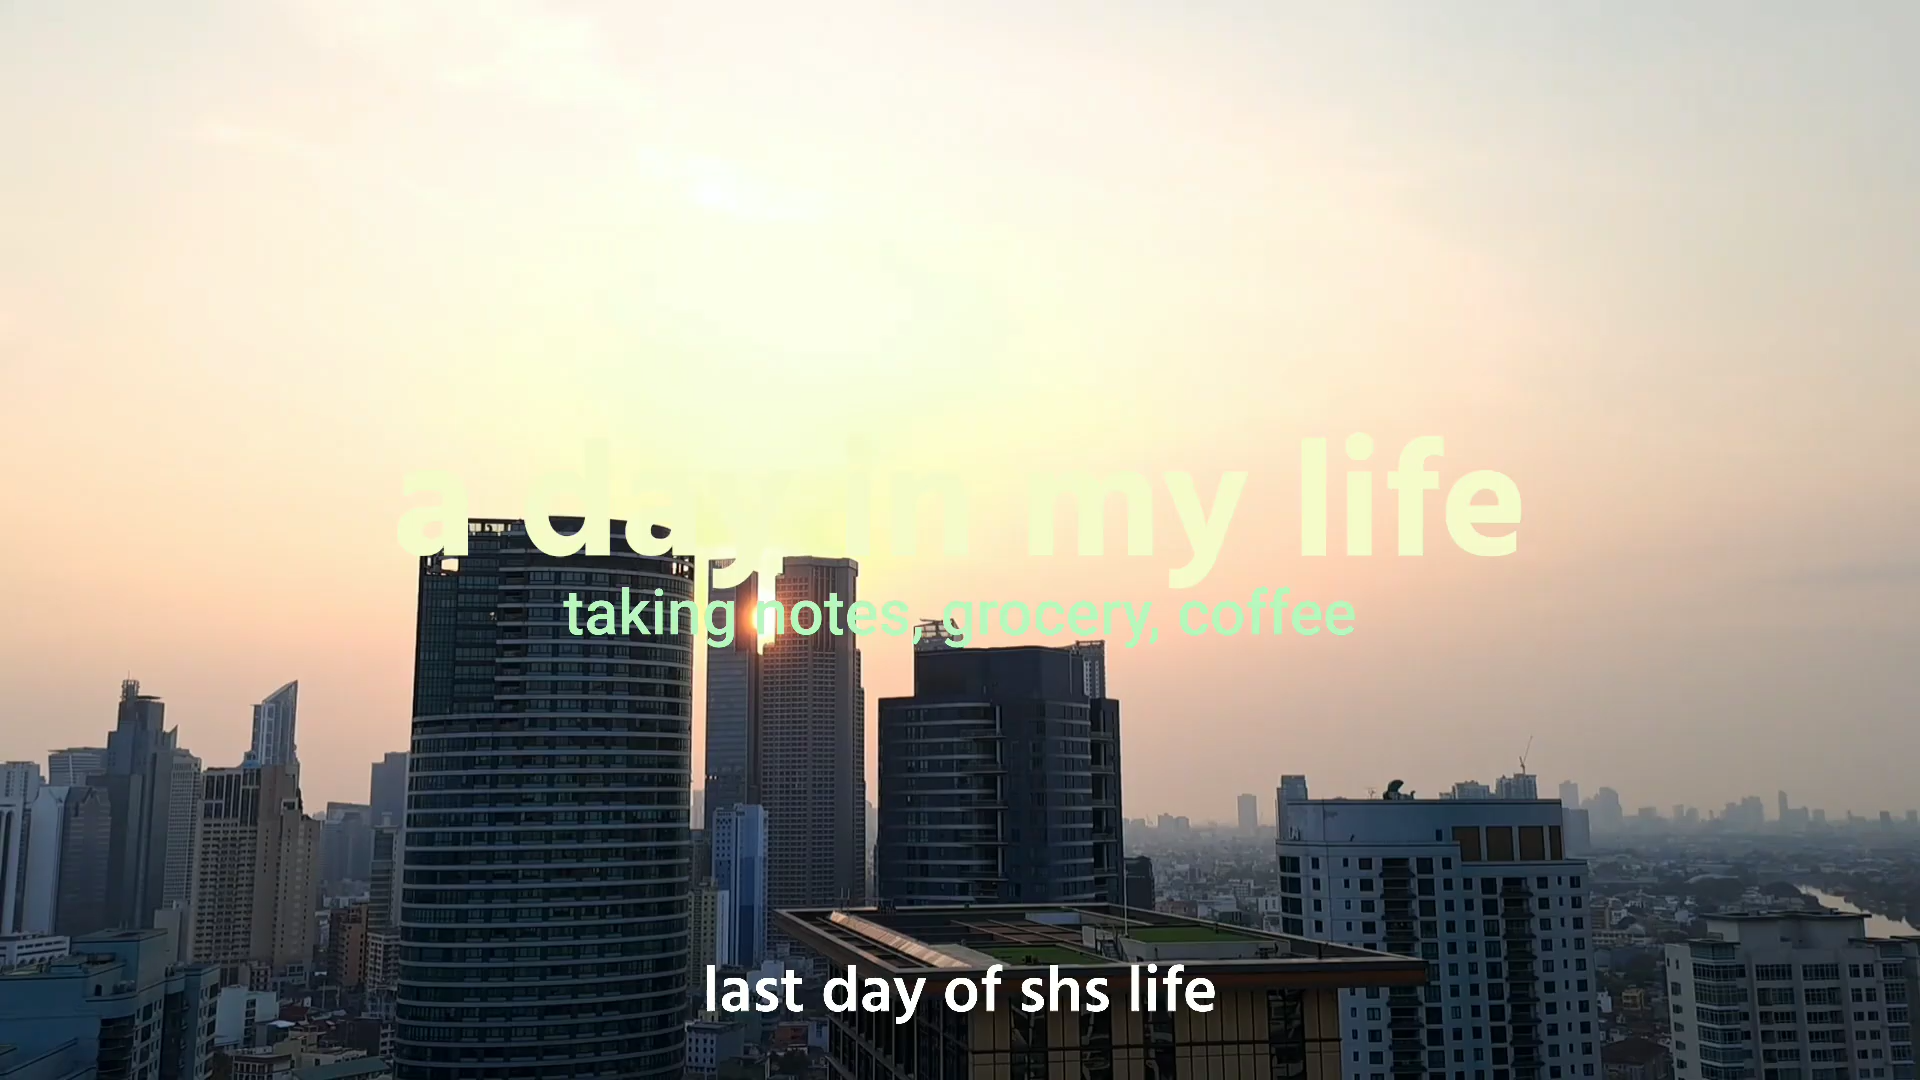 a day in my life
taking notes, grocery, coffee
last day of shs life